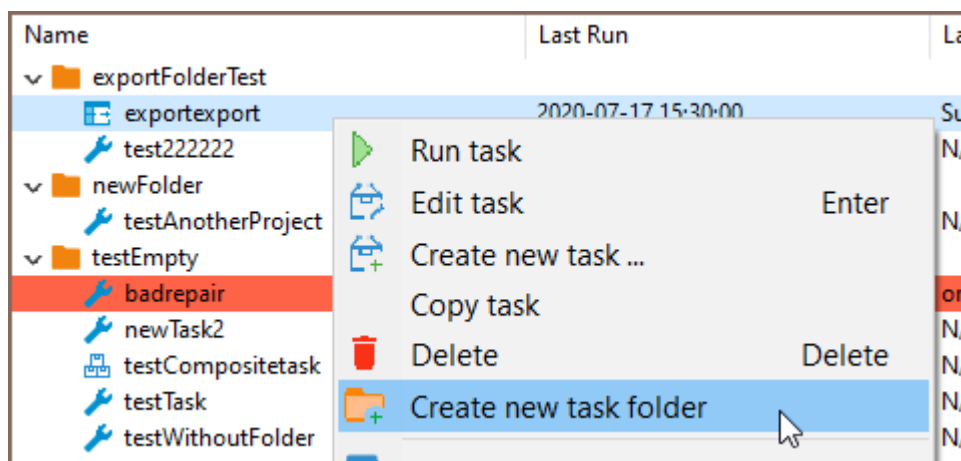 Name Last Run
exportFolderTest
exportexport 2020-07-17 15:30:00
test222222
newFolder
testAnotherProject
testEmpty
badrepair
newTask2
testCompositetask
testTask
testWithoutFolder
Run task
Edit task Enter
Create new task ...
Copy task
Delete Delete
Create new task folder